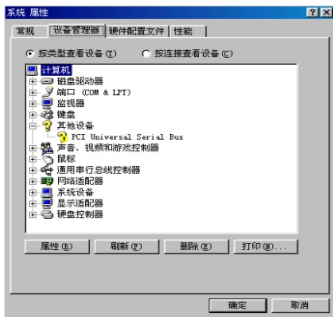 系统 属性
常规 设备管理器 硬件配置文件 性能
按类型查看设备(T) 按连接查看设备(C)
计算机
磁盘驱动器
端口 (COM & LPT)
监视器
键盘
其他设备
PCI Universal Serial Bus
声音、视频和游戏控制器
鼠标
通用串行总线控制器
网络适配器
系统设备
显示适配器
硬盘控制器
属性(R) 刷新(F) 删除(E) 打印(N)...
确定 取消